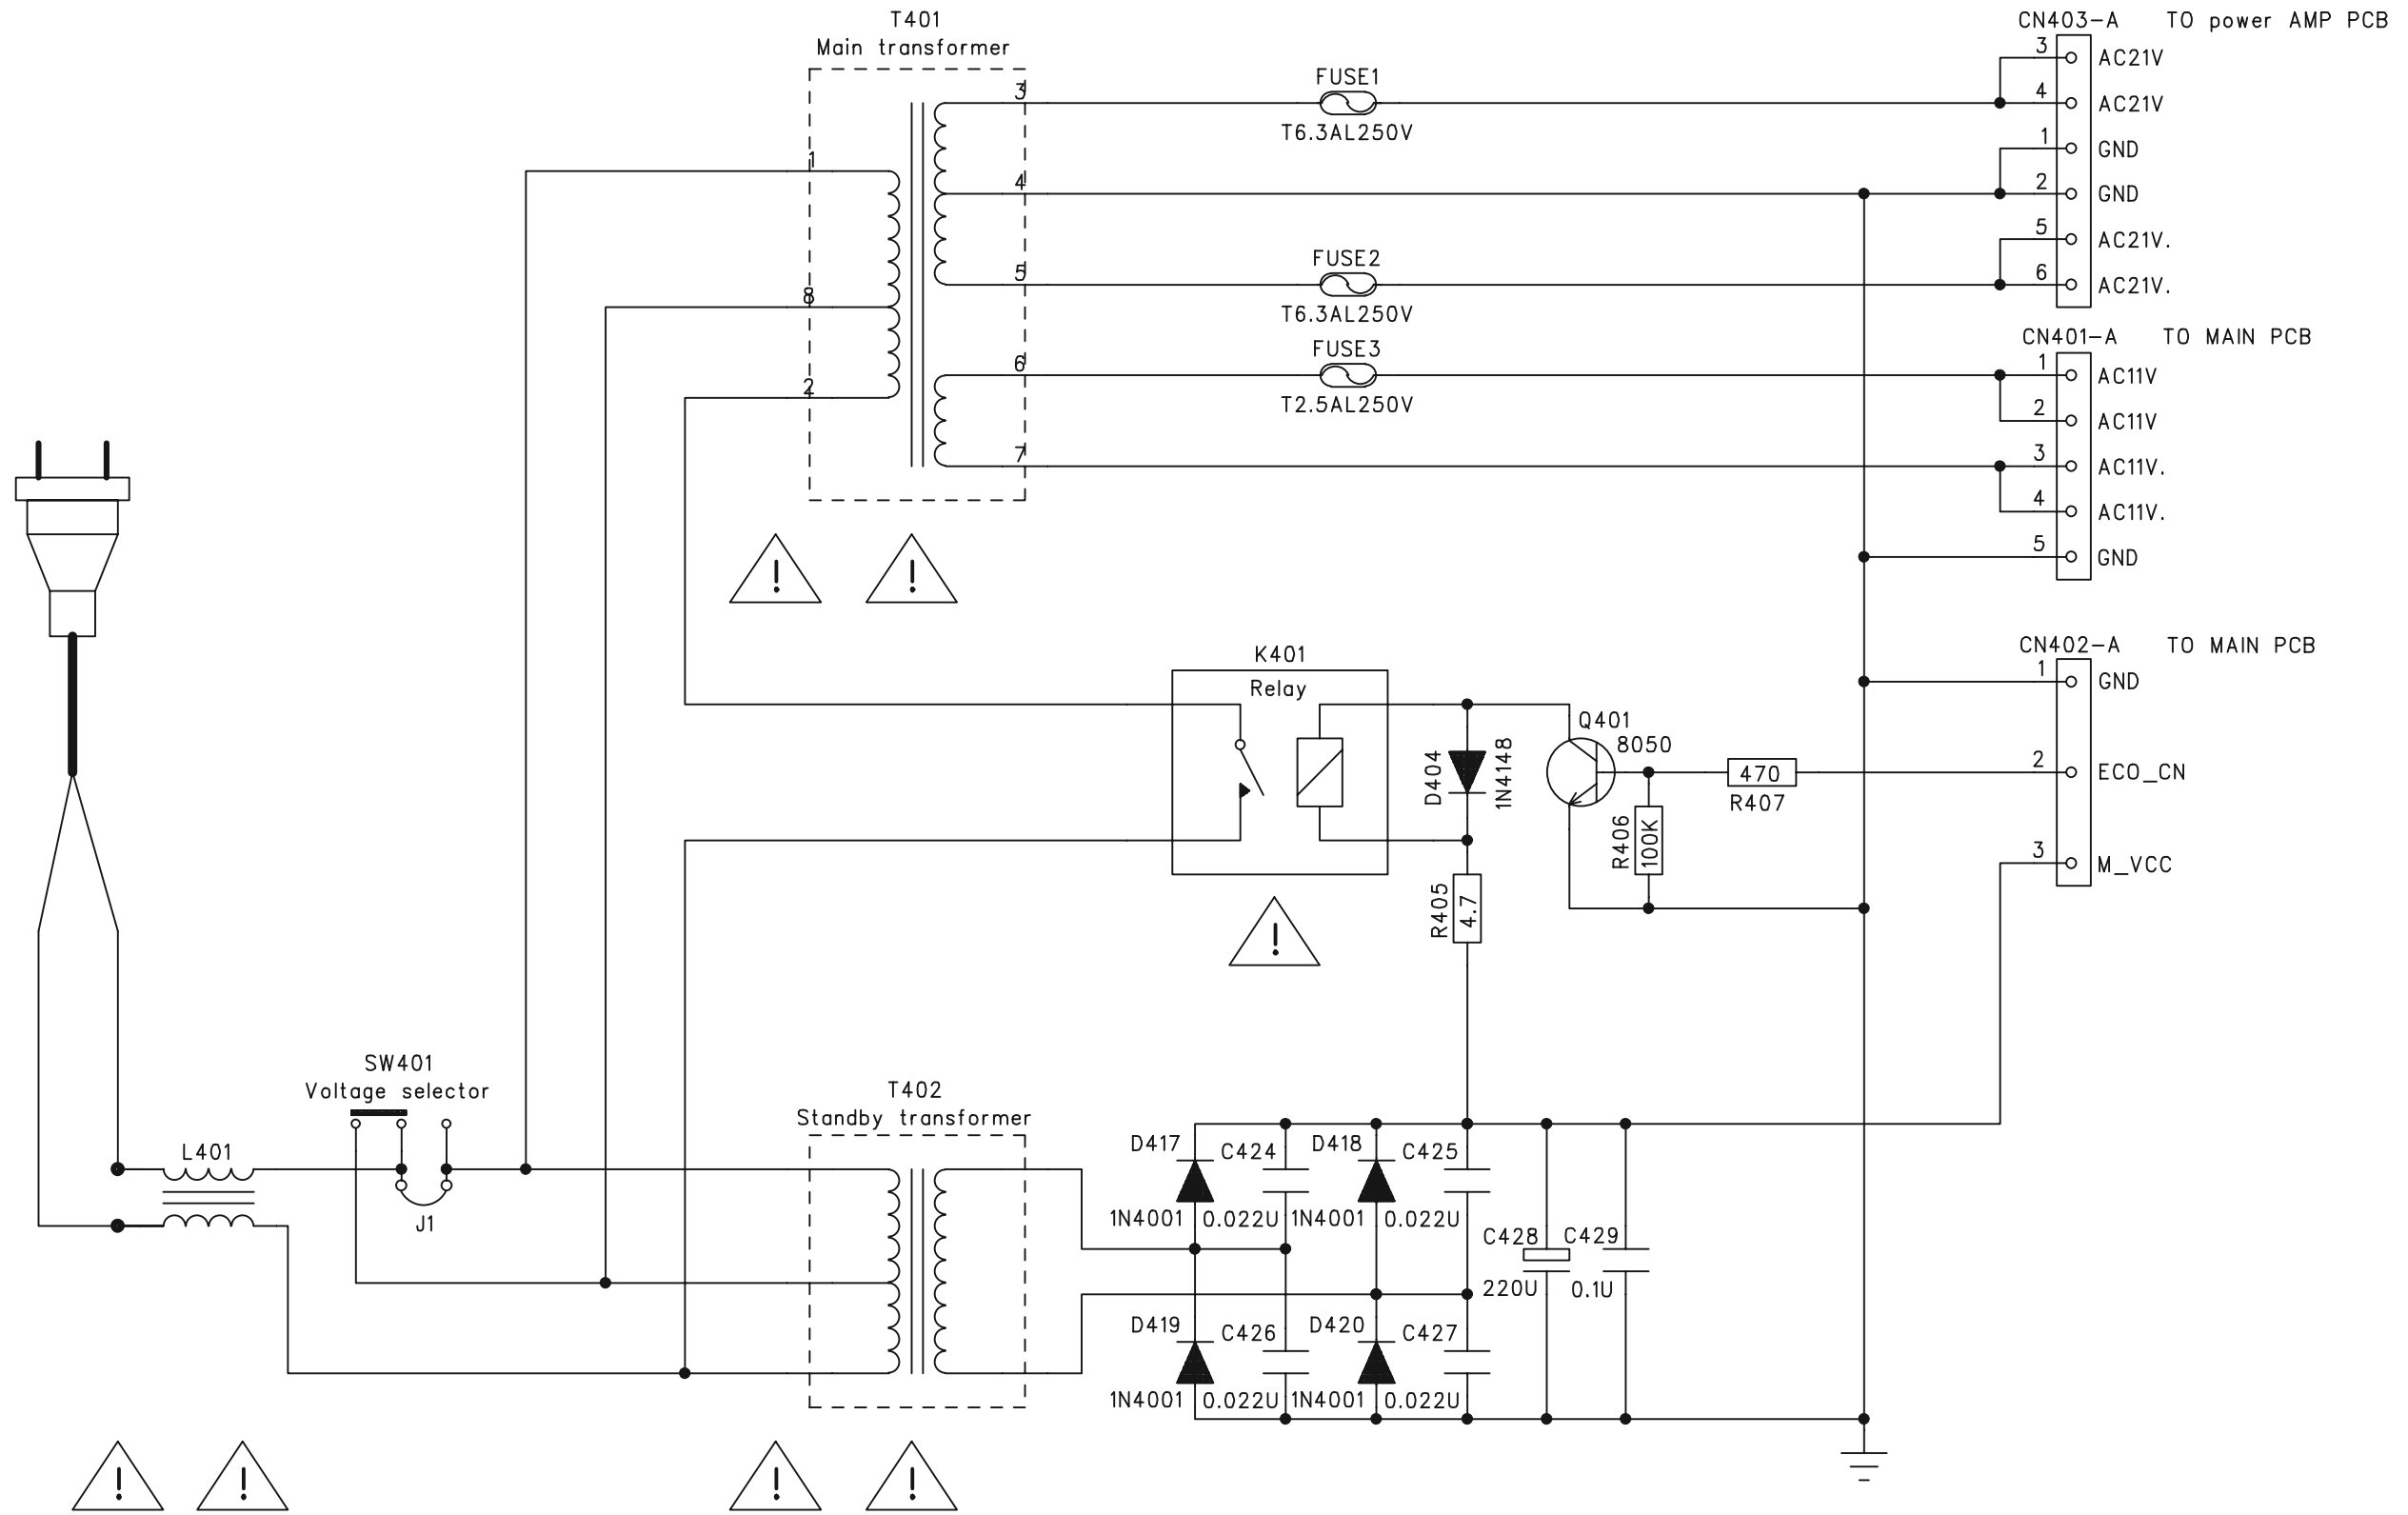 T401
Main transformer
1
8
2
3
4
5
6
7
FUSE1
T6.3AL250V
FUSE2
T6.3AL250V
FUSE3
T2.5AL250V
CN403-A TO power AMP PCB
3 AC21V
4 AC21V
1 GND
2 GND
5 AC21V.
6 AC21V.
CN401-A TO MAIN PCB
1 AC11V
2 AC11V
3 AC11V.
4 AC11V.
5 GND
!
!
K401
Relay
!
D404
1N4148
Q401
8050
R405
4.7
R406
100K
470
R407
CN402-A TO MAIN PCB
1 GND
2 ECO_CN
3 M_VCC
SW401
Voltage selector
L401
J1
T402
Standby transformer
D417
1N4001
C424
0.022U
D418
1N4001
C425
0.022U
D419
1N4001
C426
0.022U
D420
1N4001
C427
0.022U
C428
220U
C429
0.1U
!
!
!
!